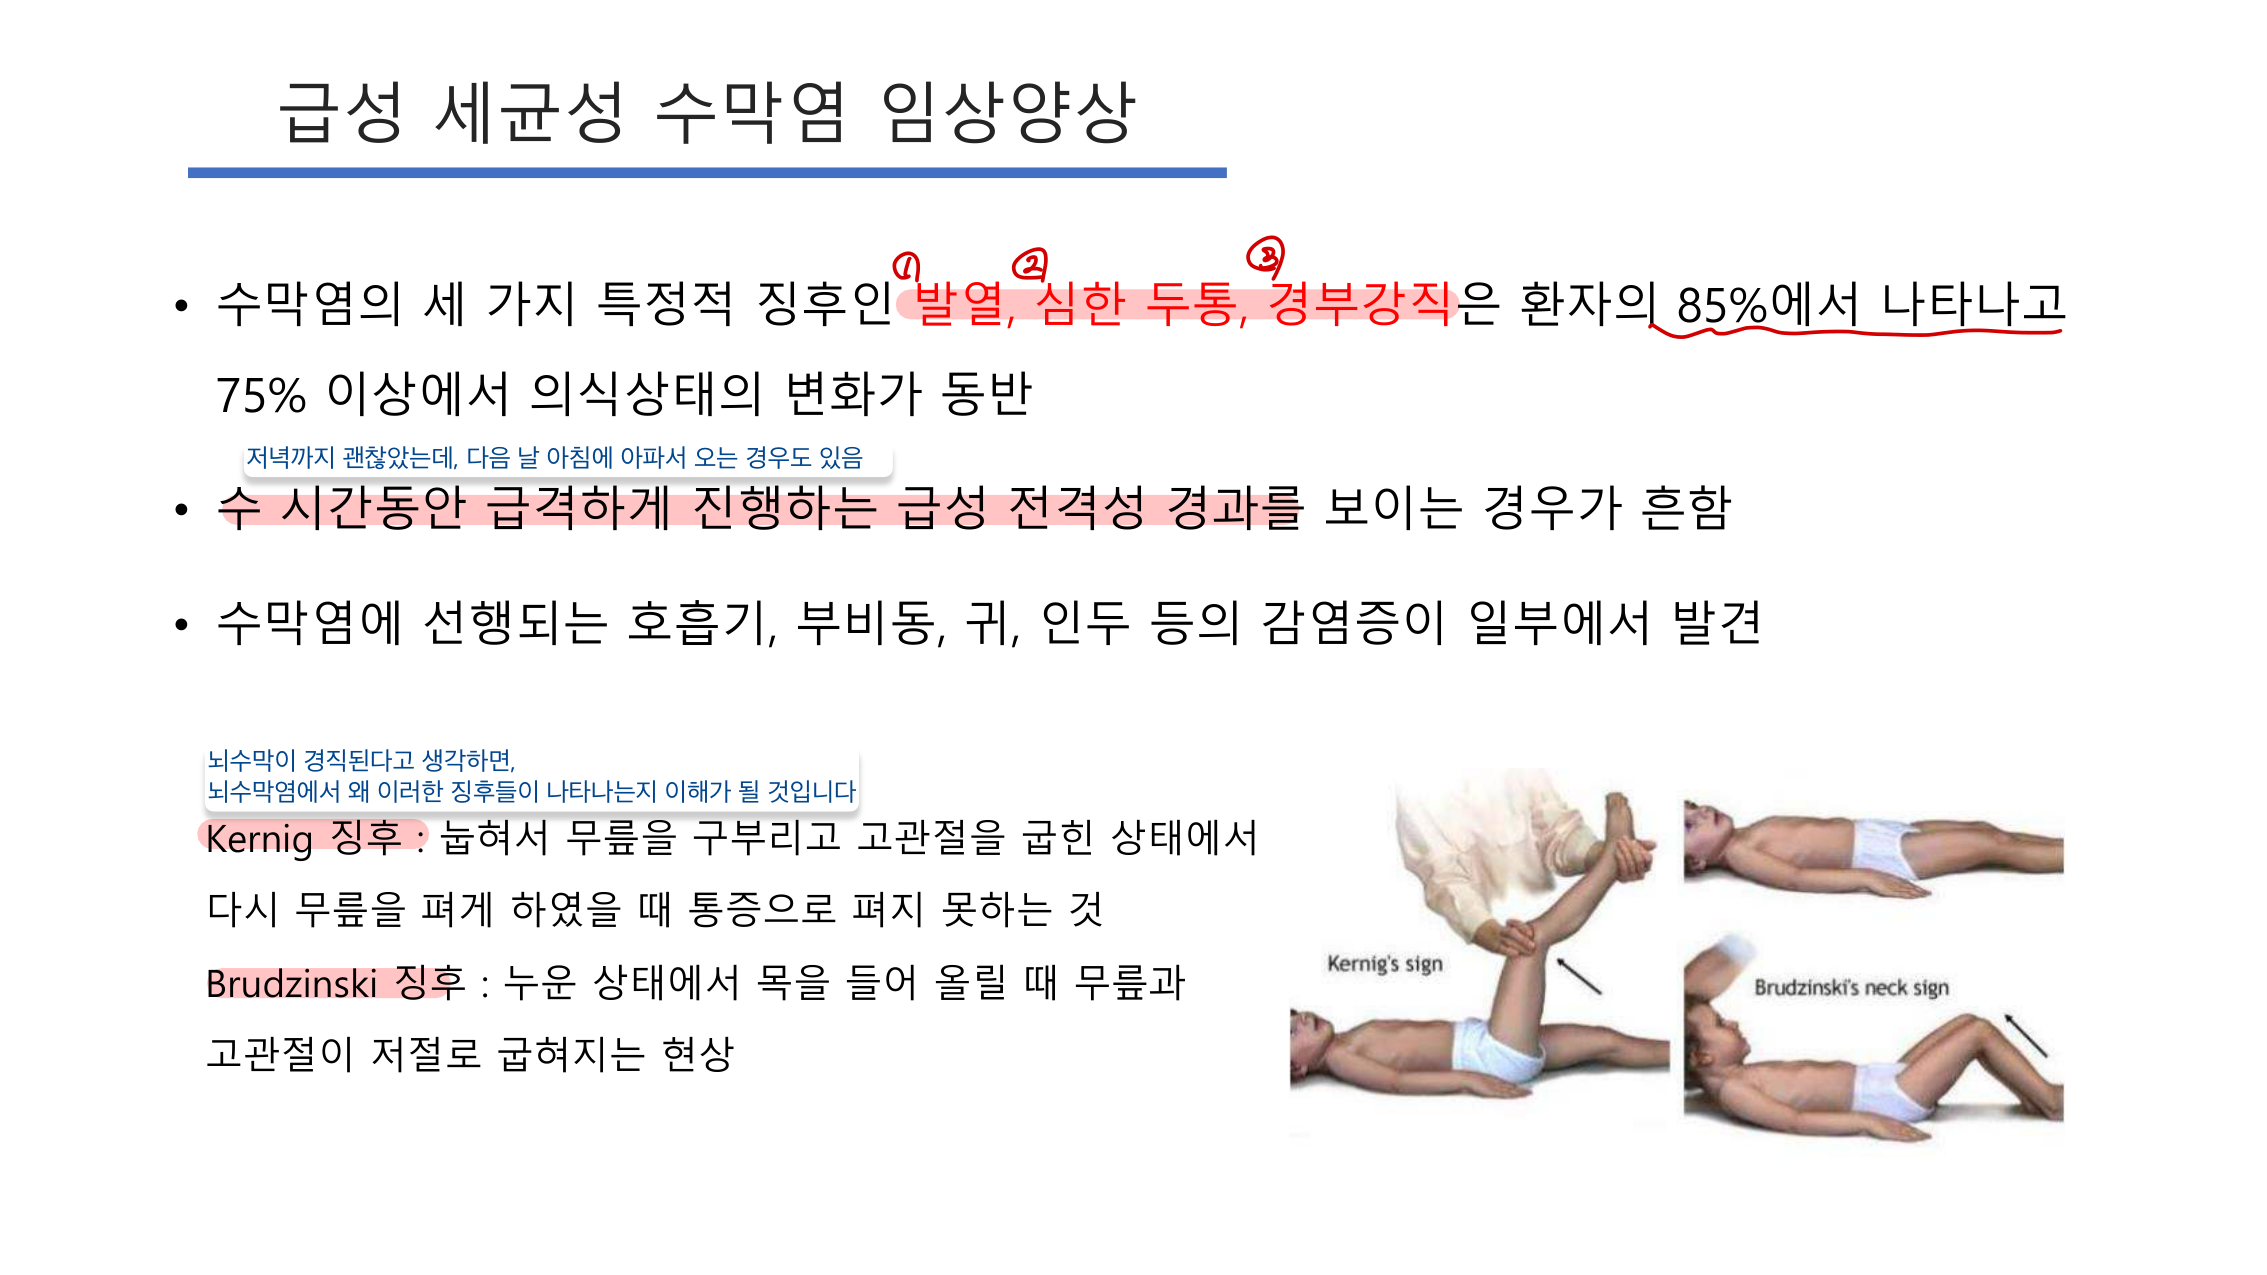 급성 세균성 수막염 임상양상
① ② ③
• 수막염의 세 가지 특정적 징후인 발열, 심한 두통, 경부강직은 환자의 85%에서 나타나고
75% 이상에서 의식상태의 변화가 동반
저녁까지 괜찮았는데, 다음 날 아침에 아파서 오는 경우도 있음
• 수 시간동안 급격하게 진행하는 급성 전격성 경과를 보이는 경우가 흔함
• 수막염에 선행되는 호흡기, 부비동, 귀, 인두 등의 감염증이 일부에서 발견
뇌수막이 경직된다고 생각하면,
뇌수막염에서 왜 이러한 징후들이 나타나는지 이해가 될 것입니다
Kernig 징후 : 눕혀서 무릎을 구부리고 고관절을 굽힌 상태에서
다시 무릎을 펴게 하였을 때 통증으로 펴지 못하는 것
Brudzinski 징후 : 누운 상태에서 목을 들어 올릴 때 무릎과
고관절이 저절로 굽혀지는 현상
Kernig's sign
Brudzinski's neck sign